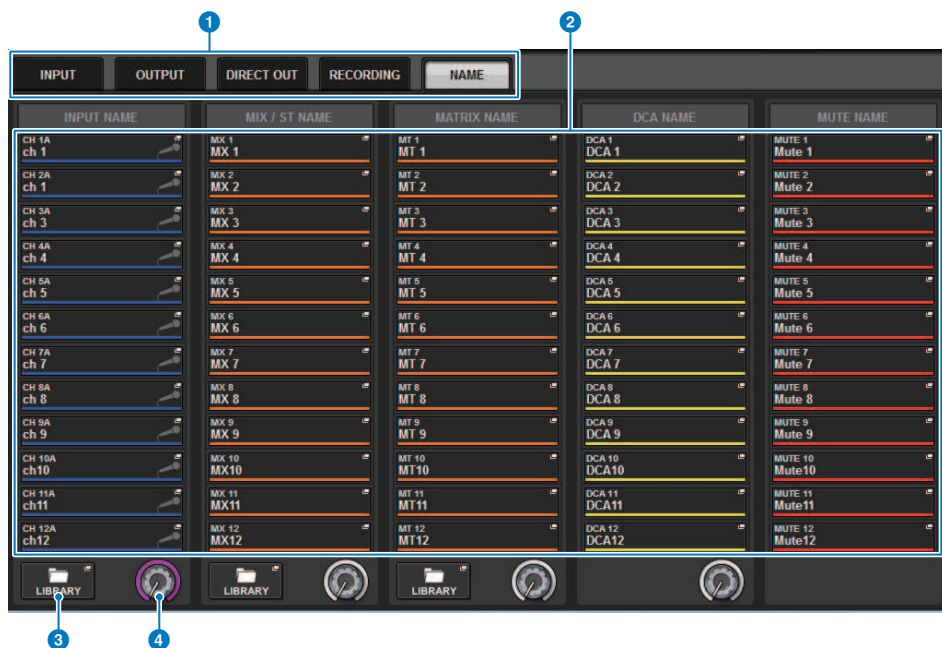 1 2
INPUT OUTPUT DIRECT OUT RECORDING NAME
INPUT NAME MIX / ST NAME MATRIX NAME DCA NAME MUTE NAME
CH 1A MX 1 MT 1 DCA 1 MUTE 1
ch 1 MX 1 MT 1 DCA 1 Mute 1
CH 2A MX 2 MT 2 DCA 2 MUTE 2
ch 1 MX 2 MT 2 DCA 2 Mute 2
CH 3A MX 3 MT 3 DCA 3 MUTE 3
ch 3 MX 3 MT 3 DCA 3 Mute 3
CH 4A MX 4 MT 4 DCA 4 MUTE 4
ch 4 MX 4 MT 4 DCA 4 Mute 4
CH 5A MX 5 MT 5 DCA 5 MUTE 5
ch 5 MX 5 MT 5 DCA 5 Mute 5
CH 6A MX 6 MT 6 DCA 6 MUTE 6
ch 6 MX 6 MT 6 DCA 6 Mute 6
CH 7A MX 7 MT 7 DCA 7 MUTE 7
ch 7 MX 7 MT 7 DCA 7 Mute 7
CH 8A MX 8 MT 8 DCA 8 MUTE 8
ch 8 MX 8 MT 8 DCA 8 Mute 8
CH 9A MX 9 MT 9 DCA 9 MUTE 9
ch 9 MX 9 MT 9 DCA 9 Mute 9
CH 10A MX 10 MT 10 DCA 10 MUTE 10
ch10 MX10 MT10 DCA10 Mute10
CH 11A MX 11 MT 11 DCA 11 MUTE 11
ch11 MX11 MT11 DCA11 Mute11
CH 12A MX 12 MT 12 DCA 12 MUTE 12
ch12 MX12 MT12 DCA12 Mute12
LIBRARY LIBRARY LIBRARY
3 4